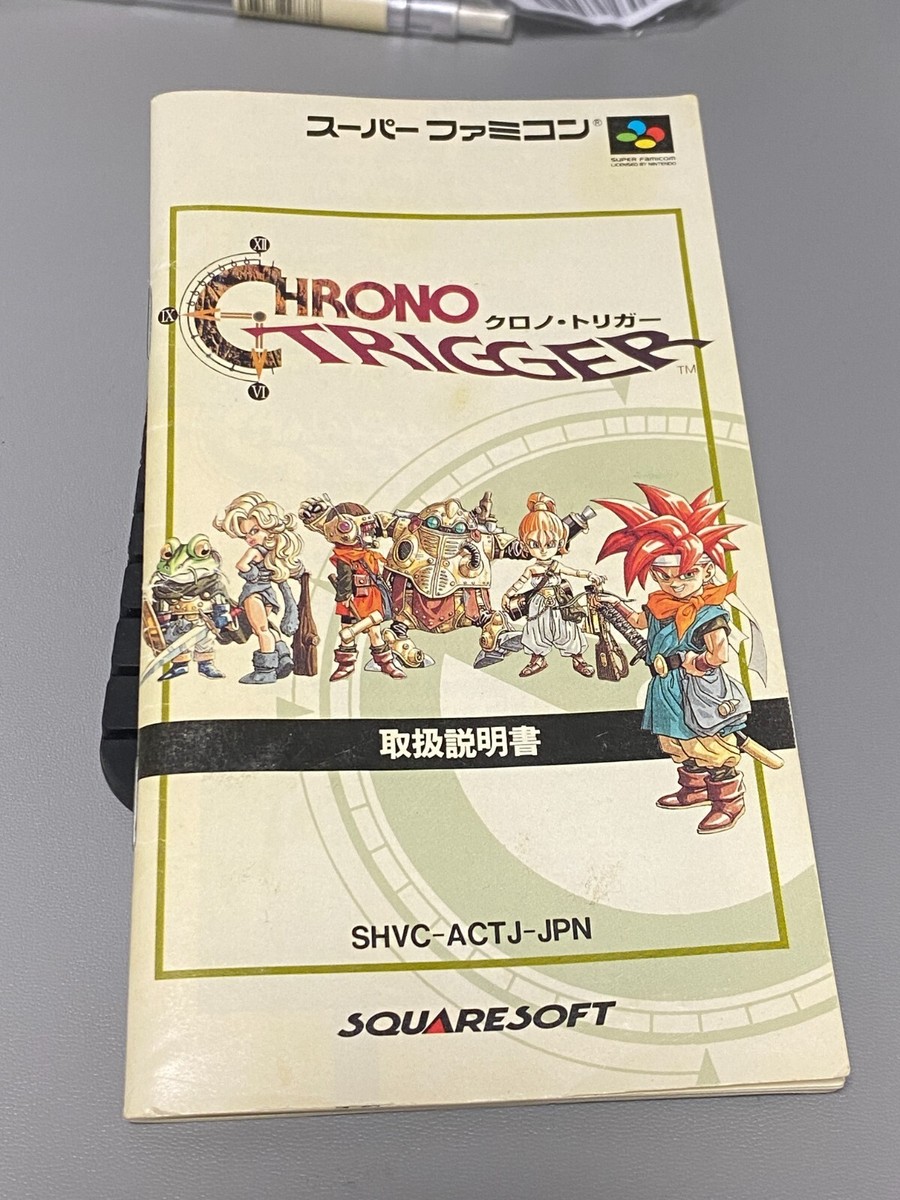 スーパーファミコン®
SUPER FAMICOM
LICENSED BY NINTENDO
XII
CHRONO
IX
クロノ・トリガー
TRIGGER
TM
VI
取扱説明書
SHVC-ACTJ-JPN
SQUARESOFT